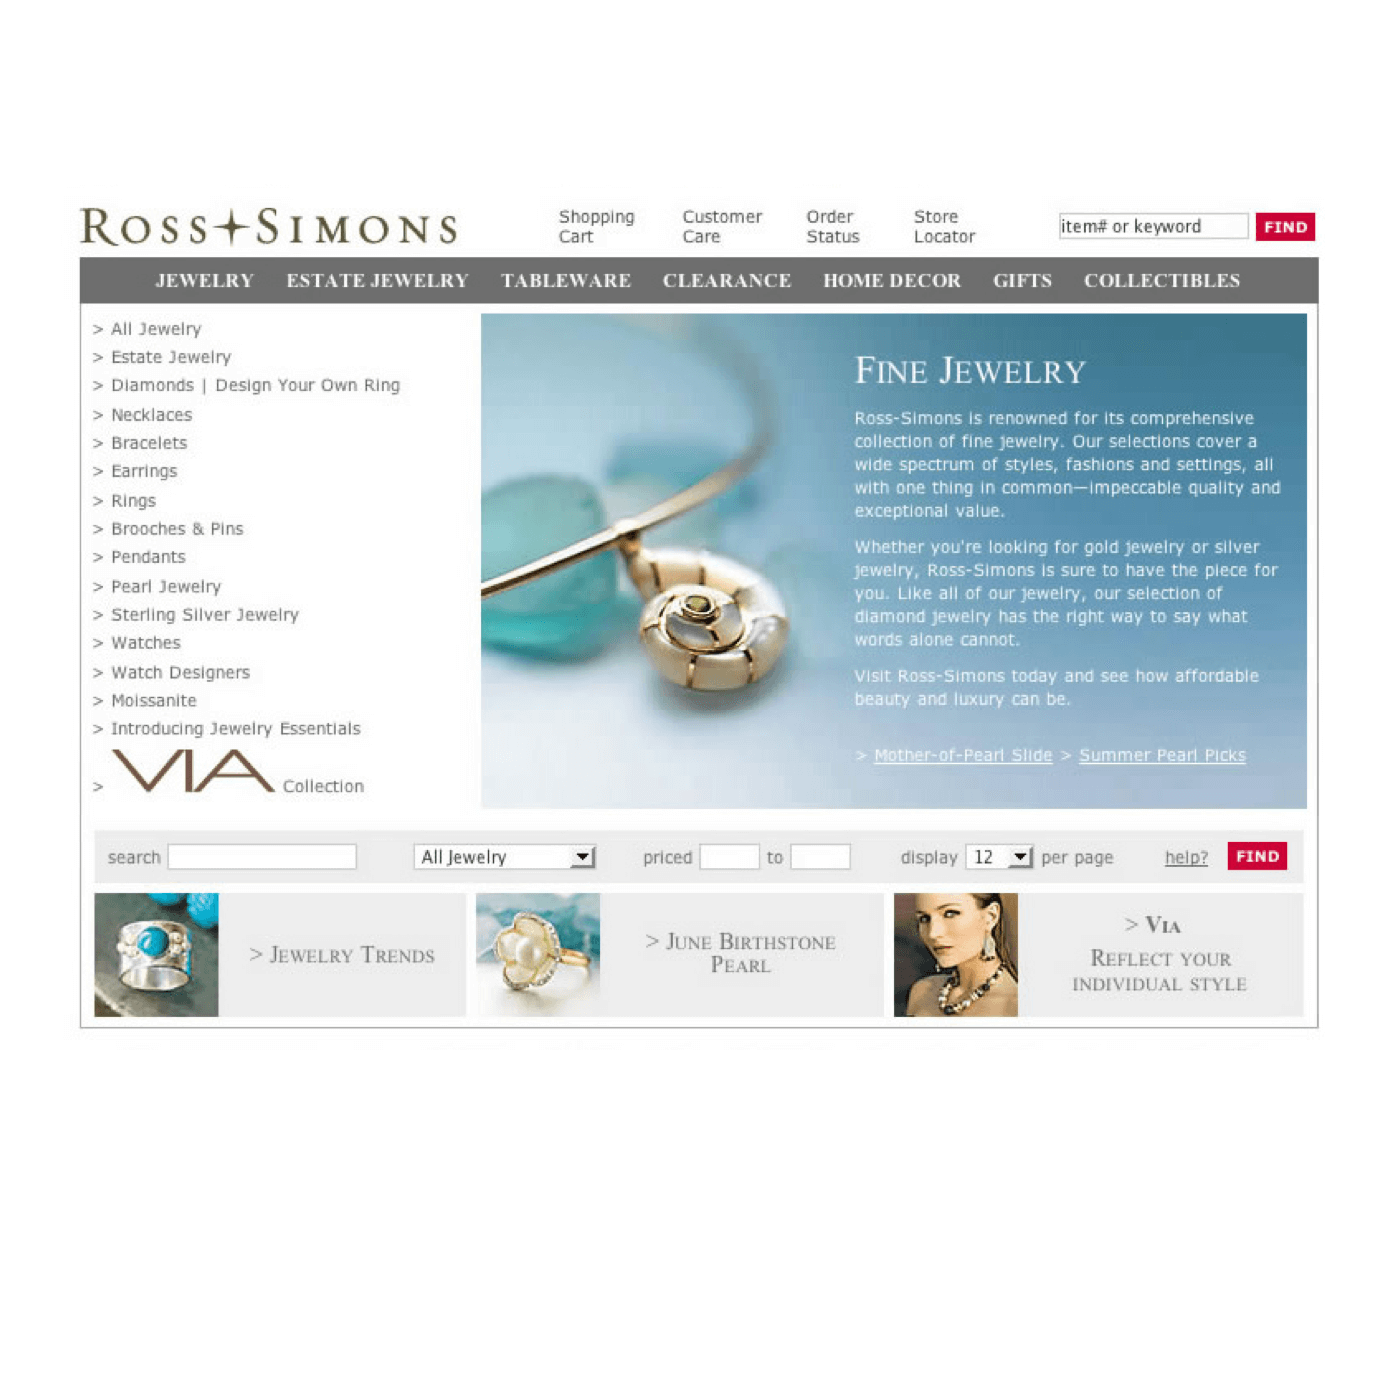 ROSS SIMONS
Shopping Cart
Customer Care
Order Status
Store Locator
item# or keyword
FIND
JEWELRY ESTATE JEWELRY TABLEWARE CLEARANCE HOME DECOR GIFTS COLLECTIBLES
> All Jewelry
> Estate Jewelry
> Diamonds | Design Your Own Ring
> Necklaces
> Bracelets
> Earrings
> Rings
> Brooches & Pins
> Pendants
> Pearl Jewelry
> Sterling Silver Jewelry
> Watches
> Watch Designers
> Moissanite
> Introducing Jewelry Essentials
> VIA Collection
FINE JEWELRY
Ross-Simons is renowned for its comprehensive
collection of fine jewelry. Our selections cover a
wide spectrum of styles, fashions and settings, all
with one thing in common—impeccable quality and
exceptional value.
Whether you're looking for gold jewelry or silver
jewelry, Ross-Simons is sure to have the piece for
you. Like all of our jewelry, our selection of
diamond jewelry has the right way to say what
words alone cannot.
Visit Ross-Simons today and see how affordable
beauty and luxury can be.
> Mother-of-Pearl Slide > Summer Pearl Picks
search All Jewelry priced to display 12 per page help? FIND
> JEWELRY TRENDS
> JUNE BIRTHSTONE
PEARL
> VIA
REFLECT YOUR
INDIVIDUAL STYLE